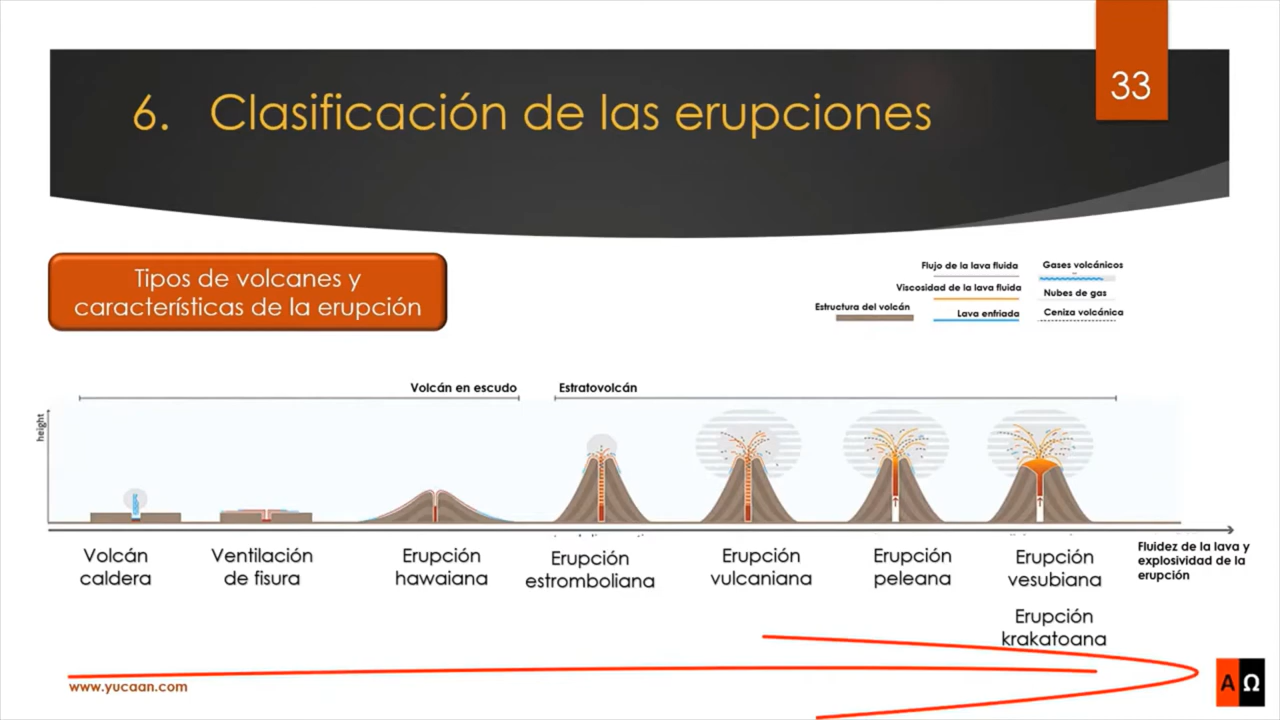 33
6. Clasificación de las erupciones
Tipos de volcanes y
características de la erupción
Flujo de la lava fluida
Gases volcánicos
Viscosidad de la lava fluida
Nubes de gas
Estructura del volcán
Lava enfriada
Ceniza volcánica
Volcán en escudo
Estratovolcán
height
Volcán
caldera
Ventilación
de fisura
Erupción
hawaiana
Erupción
estromboliana
Erupción
vulcaniana
Erupción
peleana
Erupción
vesubiana
Erupción
krakatoana
Fluidez de la lava y
explosividad de la
erupción
www.yucaan.com
A Ω